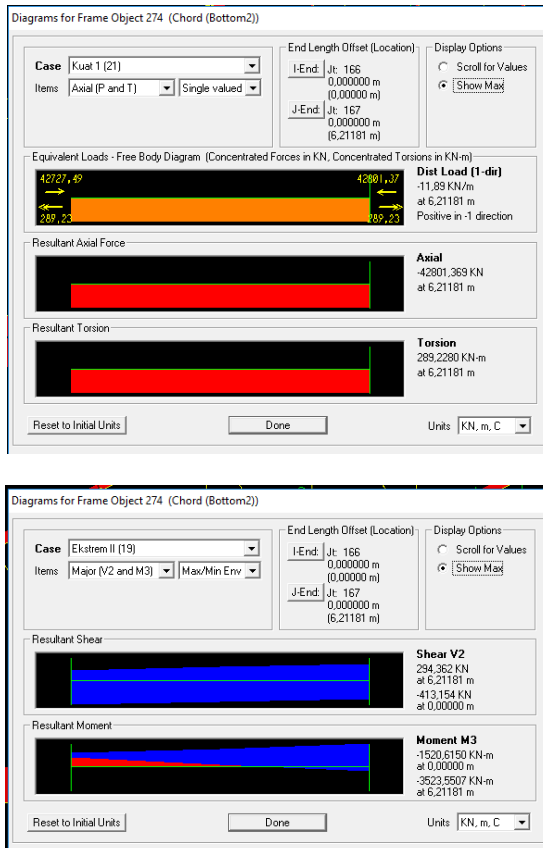 Diagrams for Frame Object 274 (Chord (Bottom2))
Case Kuat 1 (21)
Items Axial (P and T) Single valued
End Length Offset (Location)
I-End: Jt: 166
0,000000 m
(0,00000 m)
J-End: Jt: 167
0,000000 m
(6,21181 m)
Display Options
Scroll for Values
Show Max
Equivalent Loads - Free Body Diagram (Concentrated Forces in KN, Concentrated Torsions in KN-m)
42727,49 42801,37
289,23 289,23
Dist Load (1-dir)
-11,89 KN/m
at 6,21181 m
Positive in -1 direction
Resultant Axial Force
Axial
-42801,369 KN
at 6,21181 m
Resultant Torsion
Torsion
289,2280 KN-m
at 6,21181 m
Reset to Initial Units Done Units KN, m, C
Diagrams for Frame Object 274 (Chord (Bottom2))
Case Ekstrem II (19)
Items Major (V2 and M3) Max/Min Env
End Length Offset (Location)
I-End: Jt: 166
0,000000 m
(0,00000 m)
J-End: Jt: 167
0,000000 m
(6,21181 m)
Display Options
Scroll for Values
Show Max
Resultant Shear
Shear V2
294,362 KN
at 6,21181 m
-413,154 KN
at 0,00000 m
Resultant Moment
Moment M3
-1520,6150 KN-m
at 0,00000 m
-3523,5507 KN-m
at 6,21181 m
Reset to Initial Units Done Units KN, m, C